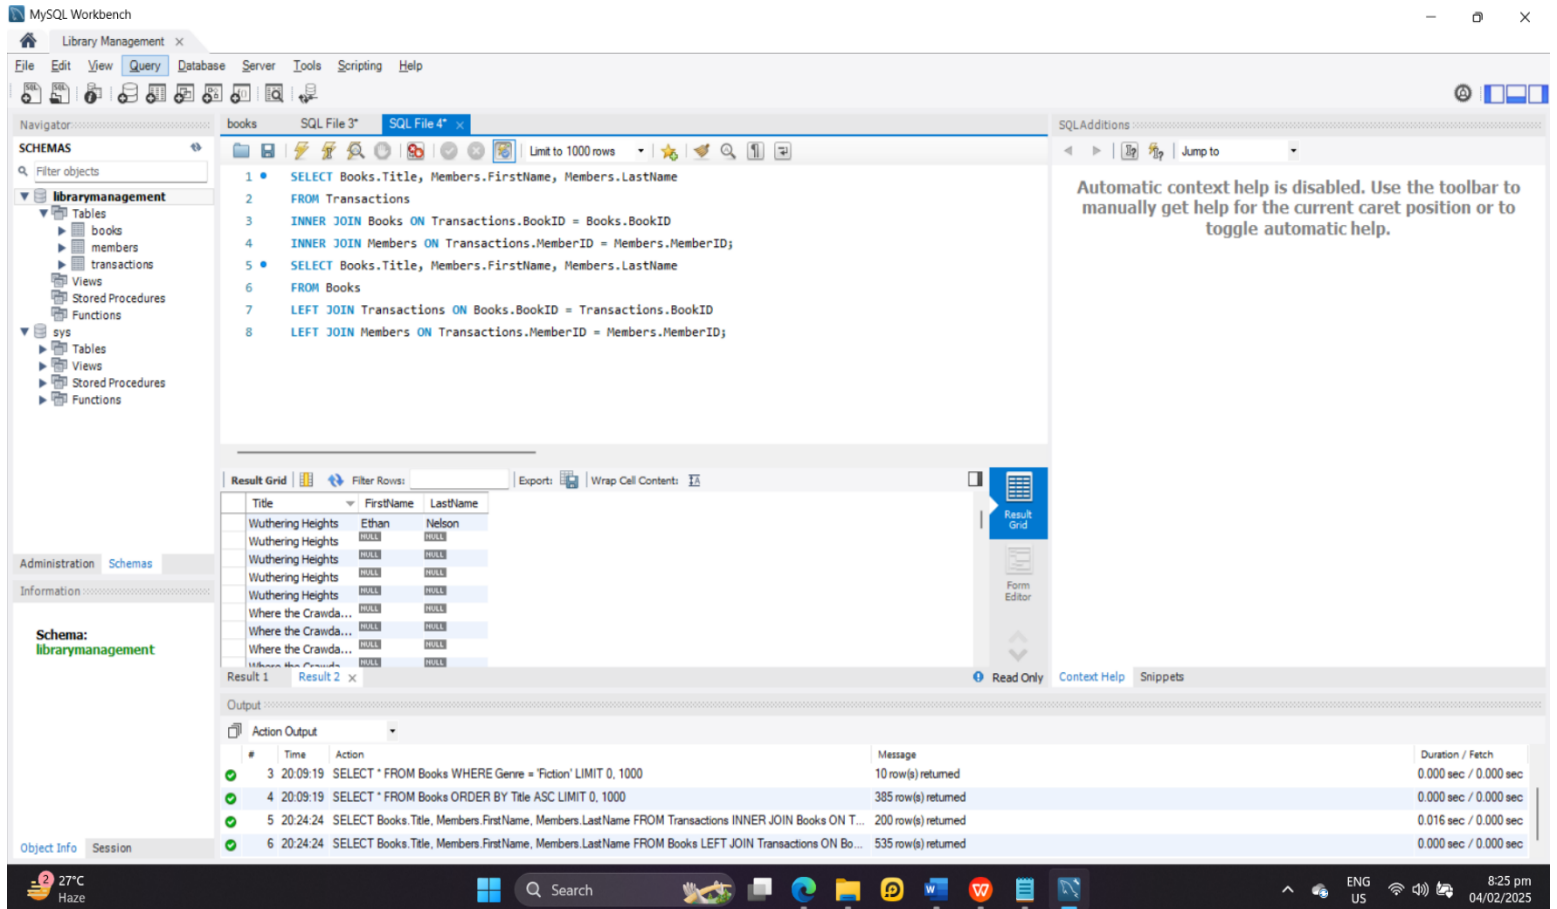 MySQL Workbench
Library Management
File Edit View Query Database Server Tools Scripting Help
Navigator
SCHEMAS
Filter objects
librarymanagement
Tables
books
members
transactions
Views
Stored Procedures
Functions
sys
Tables
Views
Stored Procedures
Functions
Administration Schemas
Information
Schema:
librarymanagement
Object Info Session
books SQL File 3* SQL File 4*
Limit to 1000 rows
1 SELECT Books.Title, Members.FirstName, Members.LastName
2 FROM Transactions
3 INNER JOIN Books ON Transactions.BookID = Books.BookID
4 INNER JOIN Members ON Transactions.MemberID = Members.MemberID;
5 SELECT Books.Title, Members.FirstName, Members.LastName
6 FROM Books
7 LEFT JOIN Transactions ON Books.BookID = Transactions.BookID
8 LEFT JOIN Members ON Transactions.MemberID = Members.MemberID;
Result Grid Filter Rows: Export: Wrap Cell Content:
Title FirstName LastName
Wuthering Heights Ethan Nelson
Wuthering Heights NULL NULL
Wuthering Heights NULL NULL
Wuthering Heights NULL NULL
Wuthering Heights NULL NULL
Where the Crawda... NULL NULL
Where the Crawda... NULL NULL
Where the Crawda... NULL NULL
Where the Crawda... NULL NULL
Result Grid
Form Editor
Result 1 Result 2
Read Only
SQLAdditions
Jump to
Automatic context help is disabled. Use the toolbar to
manually get help for the current caret position or to
toggle automatic help.
Context Help Snippets
Output
Action Output
# Time Action Message Duration / Fetch
3 20:09:19 SELECT * FROM Books WHERE Genre = 'Fiction' LIMIT 0, 1000 10 row(s) returned 0.000 sec / 0.000 sec
4 20:09:19 SELECT * FROM Books ORDER BY Title ASC LIMIT 0, 1000 385 row(s) returned 0.000 sec / 0.000 sec
5 20:24:24 SELECT Books.Title, Members.FirstName, Members.LastName FROM Transactions INNER JOIN Books ON T... 200 row(s) returned 0.016 sec / 0.000 sec
6 20:24:24 SELECT Books.Title, Members.FirstName, Members.LastName FROM Books LEFT JOIN Transactions ON Bo... 535 row(s) returned 0.000 sec / 0.000 sec
2
27°C
Haze
Search
ENG
US
8:25 pm
04/02/2025